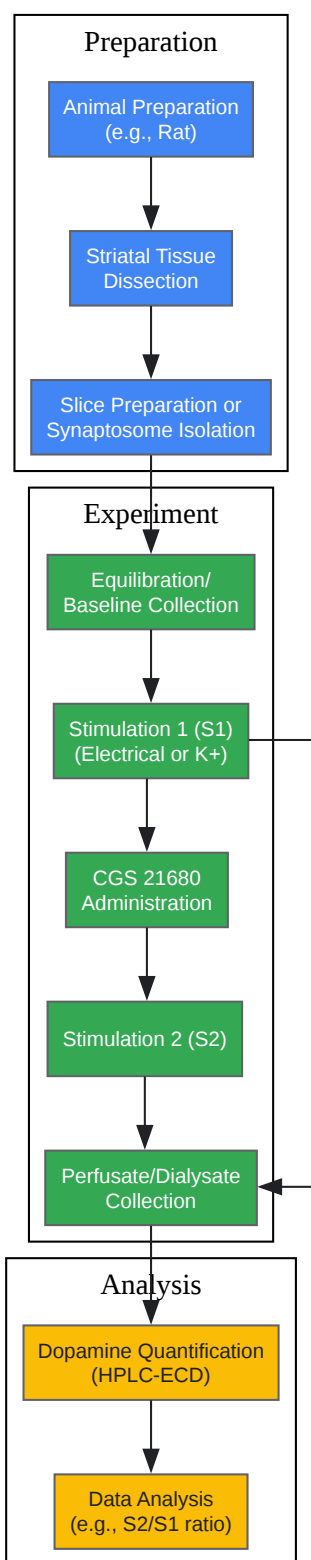 Preparation
Animal Preparation
(e.g., Rat)
Striatal Tissue
Dissection
Slice Preparation or
Synaptosome Isolation
Experiment
Equilibration/
Baseline Collection
Stimulation 1 (S1)
(Electrical or K+)
CGS 21680
Administration
Stimulation 2 (S2)
Perfusate/Dialysate
Collection
Analysis
Dopamine Quantification
(HPLC-ECD)
Data Analysis
(e.g., S2/S1 ratio)